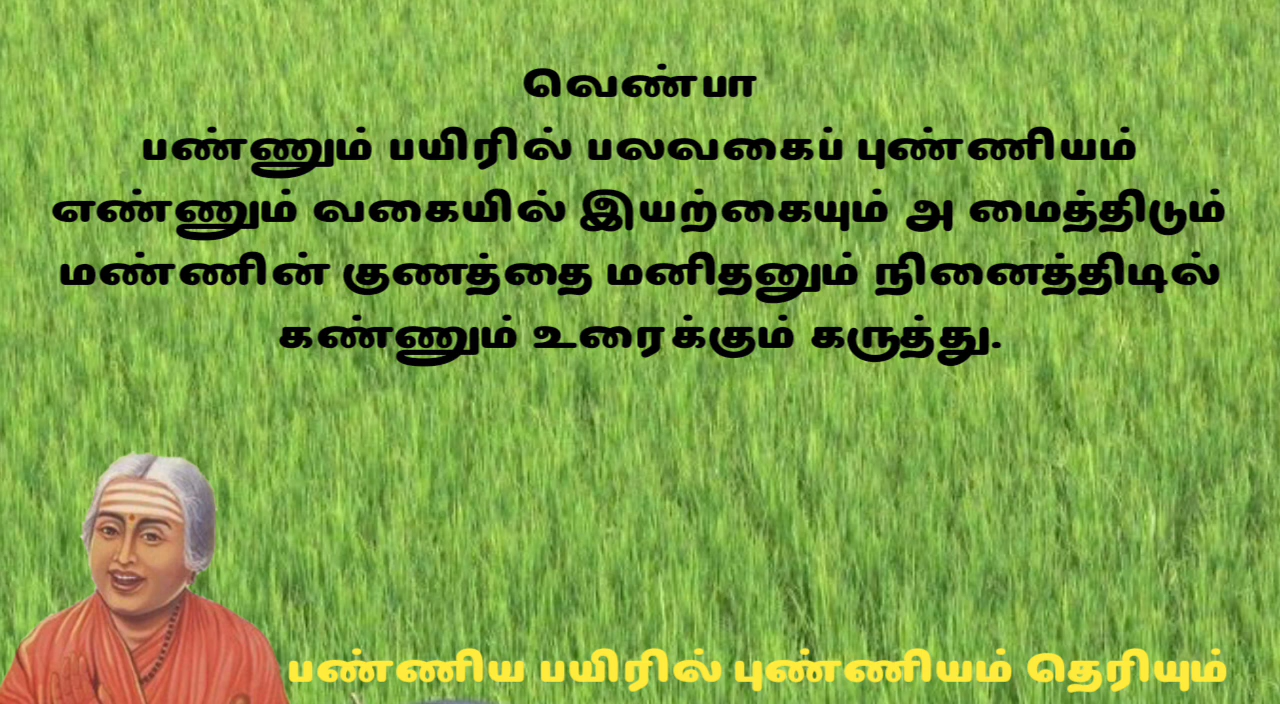 வெண்பா
பண்ணும் பயிரில் பலவகைப் புண்ணியம்
எண்ணும் வகையில் இயற்கையும் அ மைத்திடும்
மண்ணின் குணத்தை மனிதனும் நினைத்திடில்
கண்ணும் உரைக்கும் கருத்து.
பண்ணிய பயிரில் புண்ணியம் தெரியும்